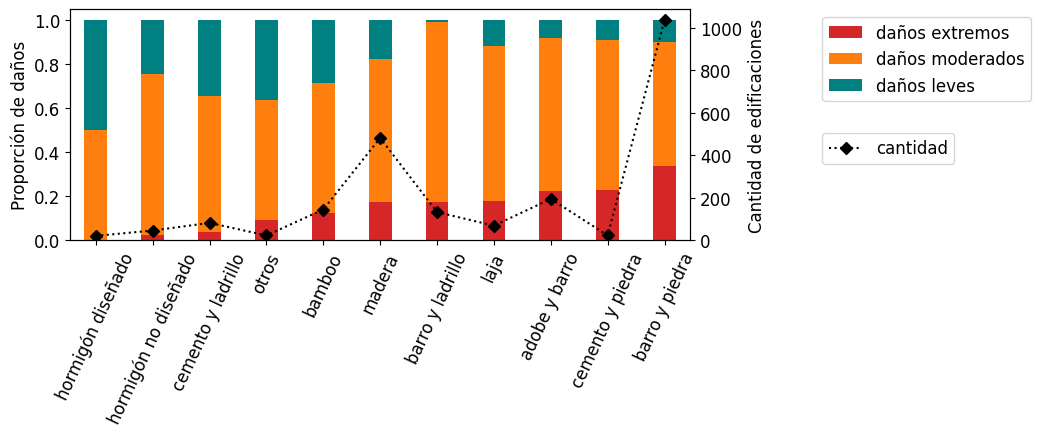 Proporción de daños
1.0
0.8
0.6
0.4
0.2
0.0
1000
800
600
400
200
0
Cantidad de edificaciones
daños extremos
daños moderados
daños leves
cantidad
hormigón diseñado
hormigón no diseñado
cemento y ladrillo
otros
bamboo
madera
barro y ladrillo
laja
adobe y barro
cemento y piedra
barro y piedra